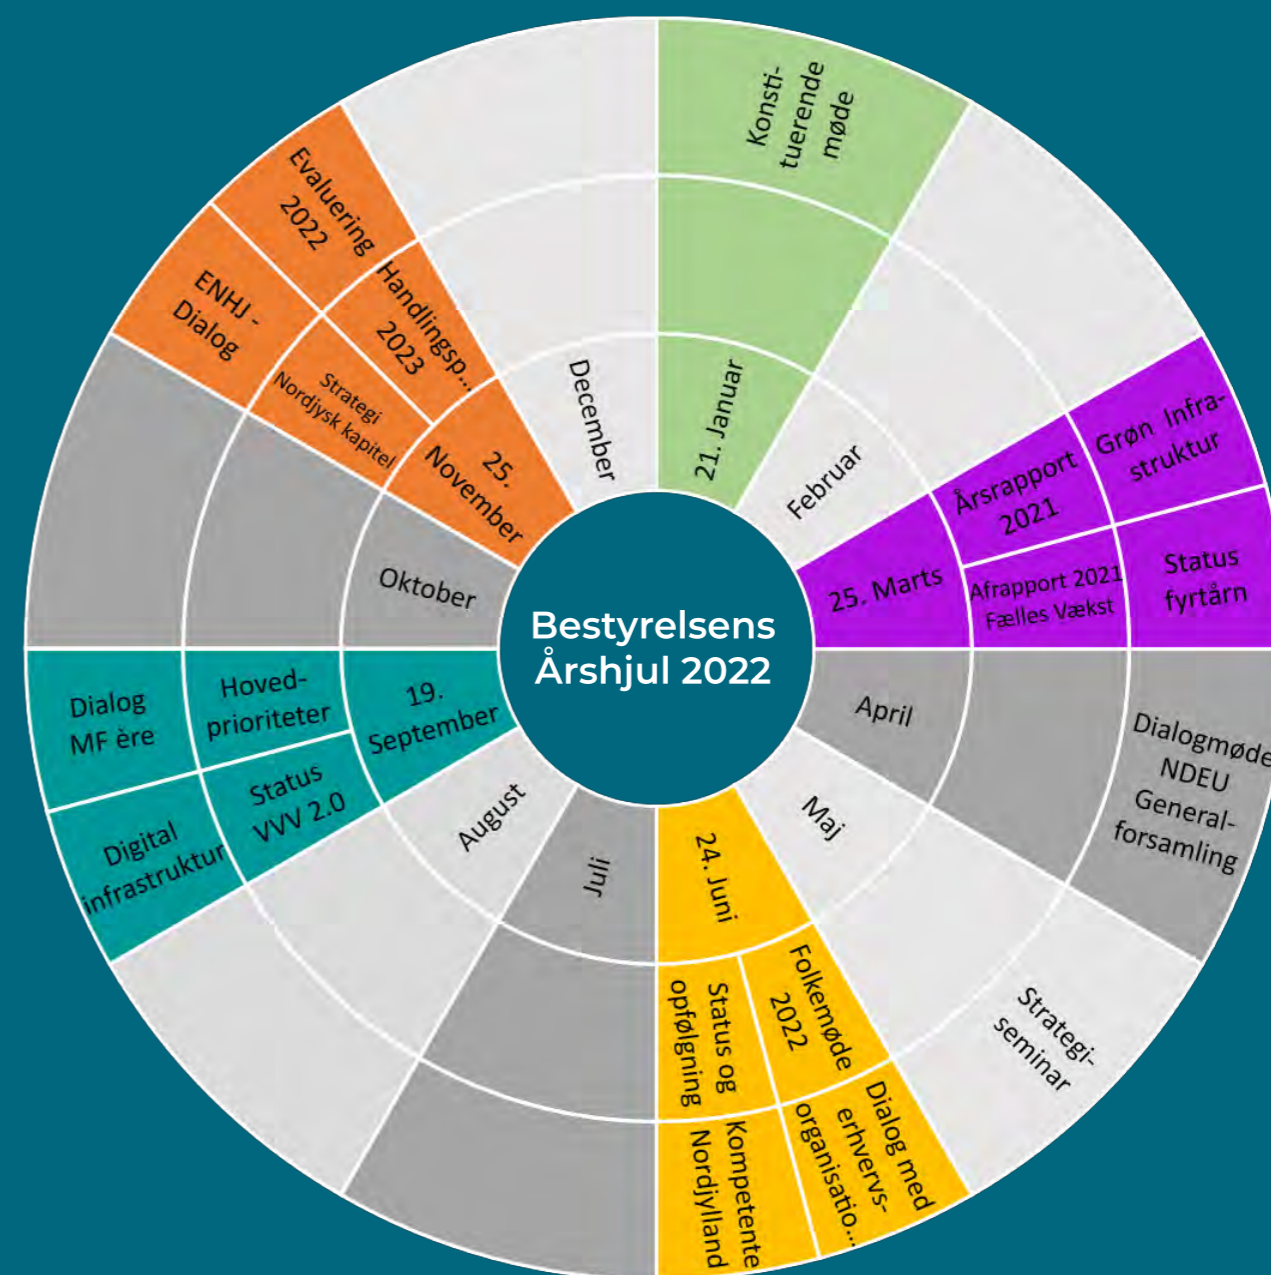 Bestyrelsens
Årshjul 2022
21. Januar
Konsti-
tuerende
møde
Februar
25. Marts
Årsrapport
2021
Afrapport 2021
Fælles Vækst
Grøn Infra-
struktur
Status
fyrtårn
April
Dialogmøde
NDEU
General-
forsamling
Maj
Strategi-
seminar
24. Juni
Folkemøde
2022
Status og
opfølgning
Dialog med
erhvervs-
organisatio...
Kompetente
Nordjylland
Juli
August
19.
September
Hoved-
prioriteter
Status
VVV 2.0
Dialog
MF ère
Digital
infrastruktur
Oktober
25.
November
Strategi
Nordjysk kapitel
Handlingsp...
2023
ENHJ -
Dialog
Evaluering
2022
December